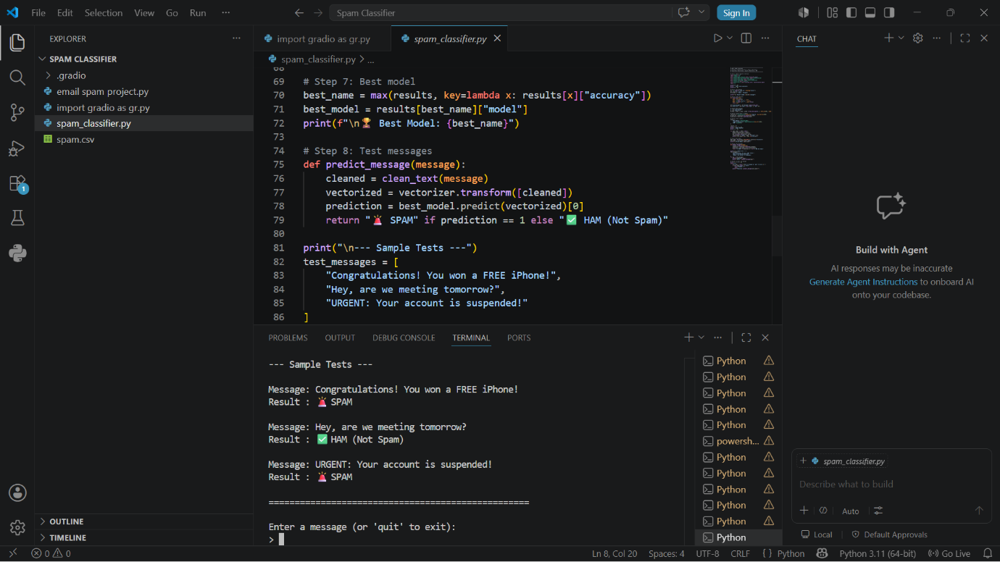 File Edit Selection View Go Run ···
Spam Classifier
Sign In
EXPLORER ···
SPAM CLASSIFIER
.gradio
email spam project.py
import gradio as gr.py
spam_classifier.py
spam.csv
1
OUTLINE
TIMELINE
import gradio as gr.py
spam_classifier.py
spam_classifier.py > ...
68
69 # Step 7: Best model
70 best_name = max(results, key=lambda x: results[x]["accuracy"])
71 best_model = results[best_name]["model"]
72 print(f"\n🏆 Best Model: {best_name}")
73
74 # Step 8: Test messages
75 def predict_message(message):
76 cleaned = clean_text(message)
77 vectorized = vectorizer.transform([cleaned])
78 prediction = best_model.predict(vectorized)[0]
79 return "🚨 SPAM" if prediction == 1 else "✅ HAM (Not Spam)"
80
81 print("\n--- Sample Tests ---")
82 test_messages = [
83 "Congratulations! You won a FREE iPhone!",
84 "Hey, are we meeting tomorrow?",
85 "URGENT: Your account is suspended!"
86 ]
PROBLEMS OUTPUT DEBUG CONSOLE TERMINAL PORTS
--- Sample Tests ---
Message: Congratulations! You won a FREE iPhone!
Result : 🚨 SPAM
Message: Hey, are we meeting tomorrow?
Result : ✅ HAM (Not Spam)
Message: URGENT: Your account is suspended!
Result : 🚨 SPAM
==================================================
Enter a message (or 'quit' to exit):
>
Python
Python
Python
Python
Python
powersh...
Python
Python
Python
Python
Python
Python
CHAT
Build with Agent
AI responses may be inaccurate
Generate Agent Instructions to onboard AI
onto your codebase.
spam_classifier.py
Describe what to build
Auto
Local Default Approvals
0 0
Ln 8, Col 20 Spaces: 4 UTF-8 CRLF { } Python Python 3.11 (64-bit) Go Live